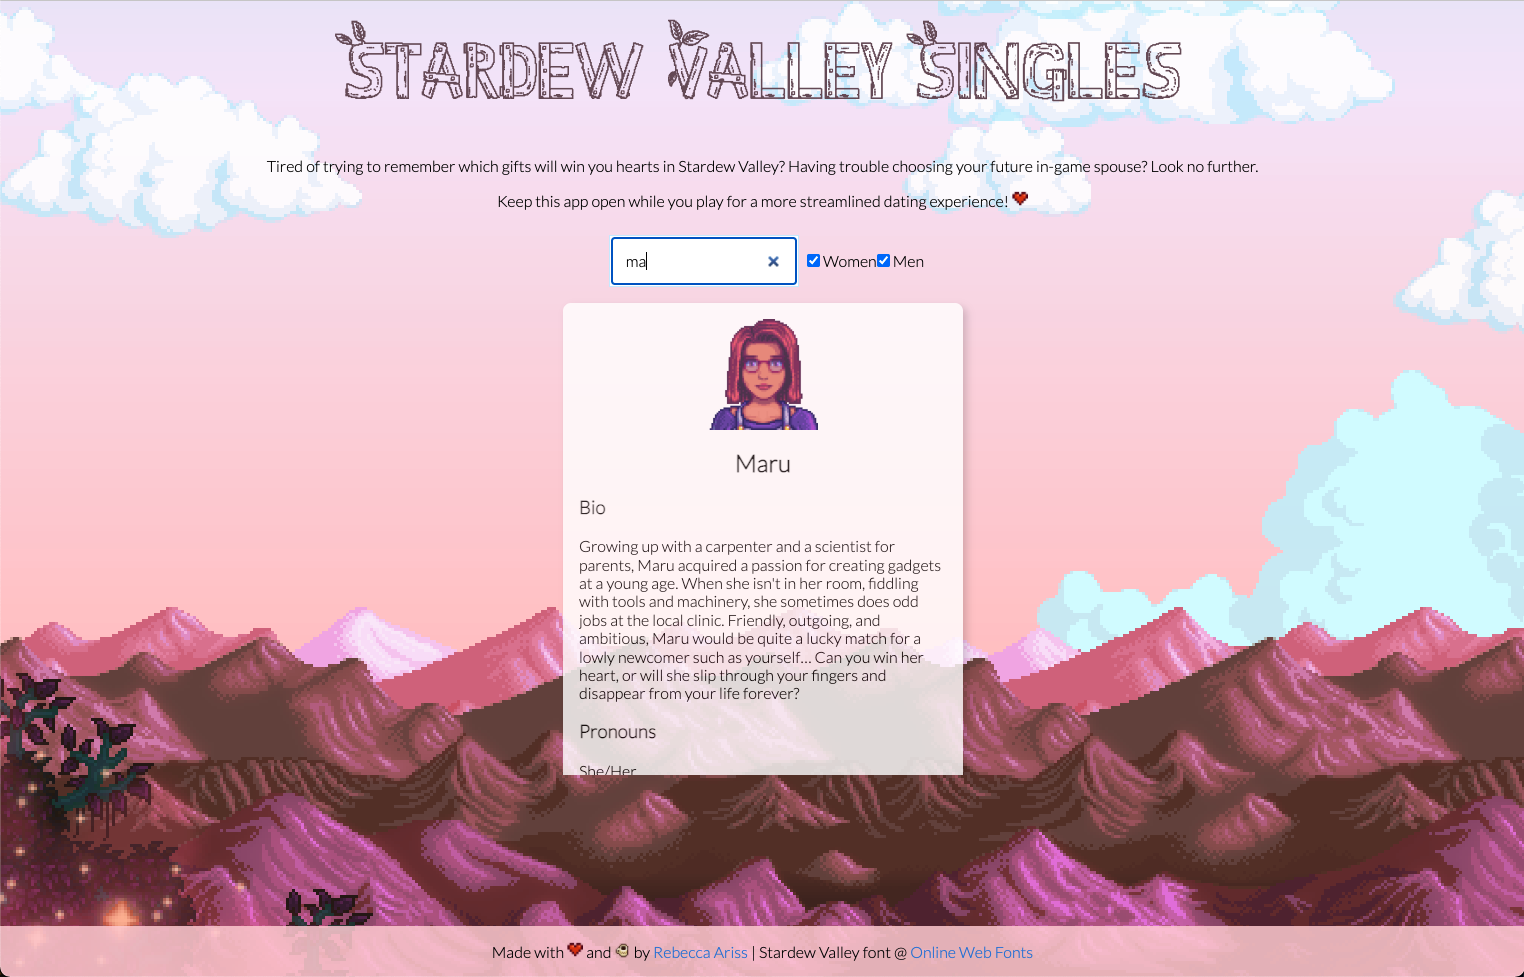 Stardew Valley Singles
Tired of trying to remember which gifts will win you hearts in Stardew Valley? Having trouble choosing your future in-game spouse? Look no further.
Keep this app open while you play for a more streamlined dating experience!
ma
Women Men
Maru
Bio
Growing up with a carpenter and a scientist for
parents, Maru acquired a passion for creating gadgets
at a young age. When she isn't in her room, fiddling
with tools and machinery, she sometimes does odd
jobs at the local clinic. Friendly, outgoing, and
ambitious, Maru would be quite a lucky match for a
lowly newcomer such as yourself... Can you win her
heart, or will she slip through your fingers and
disappear from your life forever?
Pronouns
She/Her
Made with and by Rebecca Ariss | Stardew Valley font @ Online Web Fonts